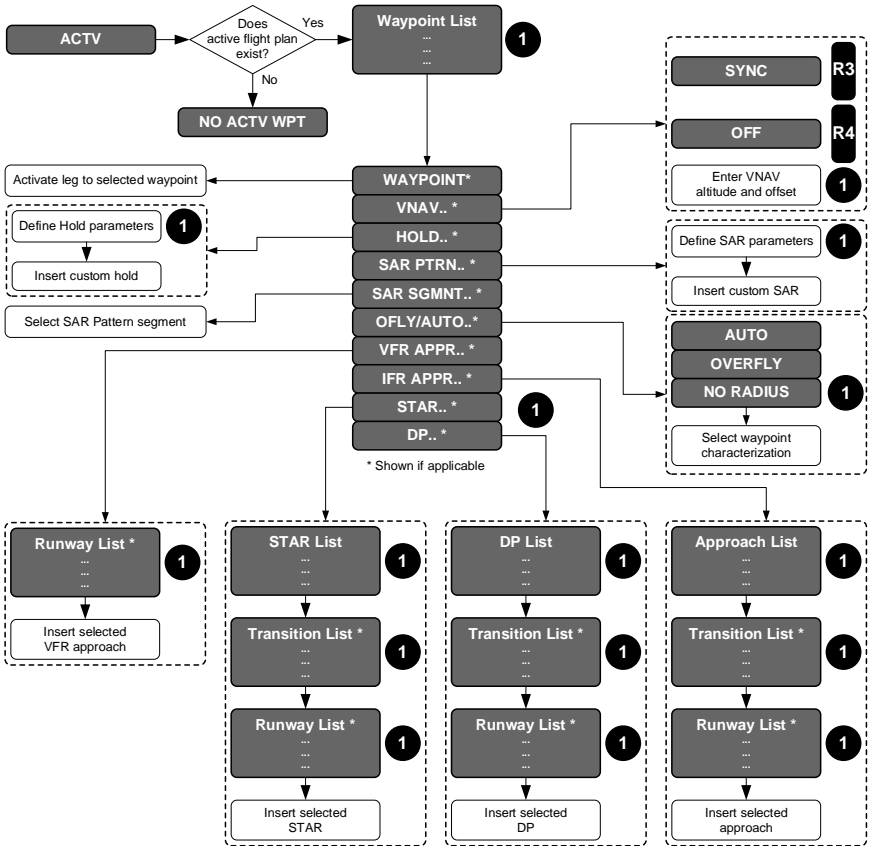 ACTV
Does
active flight plan
exist?
Yes
No
NO ACTV WPT
Waypoint List
...
...
...
1
SYNC
R3
OFF
R4
Enter VNAV
altitude and offset
1
WAYPOINT*
VNAV.. *
HOLD.. *
SAR PTRN.. *
SAR SGMNT.. *
OFLY/AUTO..*
VFR APPR.. *
IFR APPR.. *
STAR.. *
DP.. *
1
* Shown if applicable
Activate leg to selected waypoint
Define Hold parameters
1
Insert custom hold
Select SAR Pattern segment
Define SAR parameters
1
Insert custom SAR
AUTO
OVERFLY
NO RADIUS
1
Select waypoint
characterization
Runway List *
...
...
...
1
Insert selected
VFR approach
STAR List
...
...
...
1
Transition List *
...
...
...
1
Runway List *
...
...
...
1
Insert selected
STAR
DP List
...
...
...
1
Transition List *
...
...
...
1
Runway List *
...
...
...
1
Insert selected
DP
Approach List
...
...
...
1
Transition List *
...
...
...
1
Runway List *
...
...
...
1
Insert selected
approach